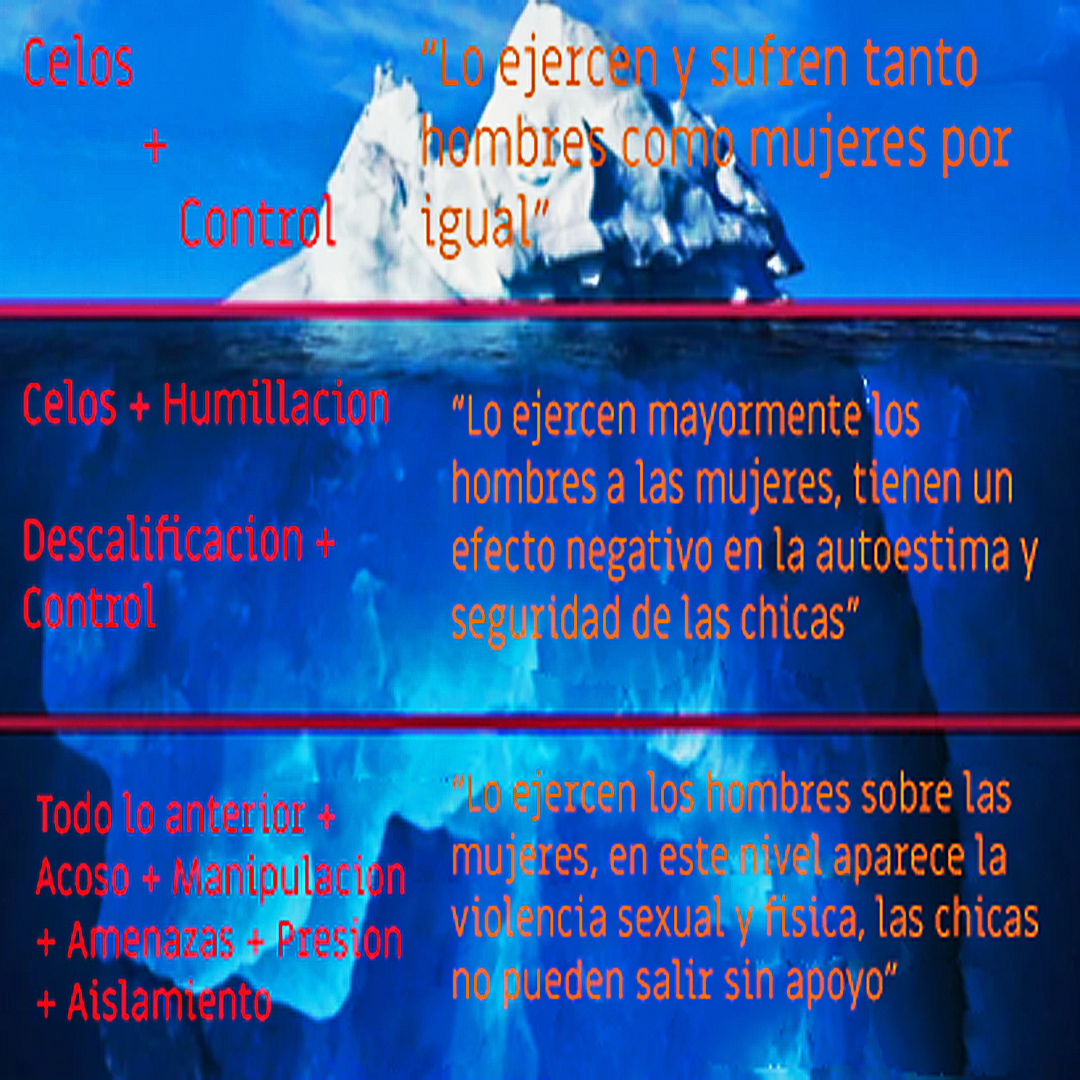 Celos
+
Control
“Lo ejercen y sufren tanto
hombres como mujeres por
igual”
Celos + Humillacion
Descalificacion +
Control
“Lo ejercen mayormente los
hombres a las mujeres, tienen un
efecto negativo en la autoestima y
seguridad de las chicas”
Todo lo anterior +
Acoso + Manipulacion
+ Amenazas + Presion
+ Aislamiento
“Lo ejercen los hombres sobre las
mujeres, en este nivel aparece la
violencia sexual y fisica, las chicas
no pueden salir sin apoyo”